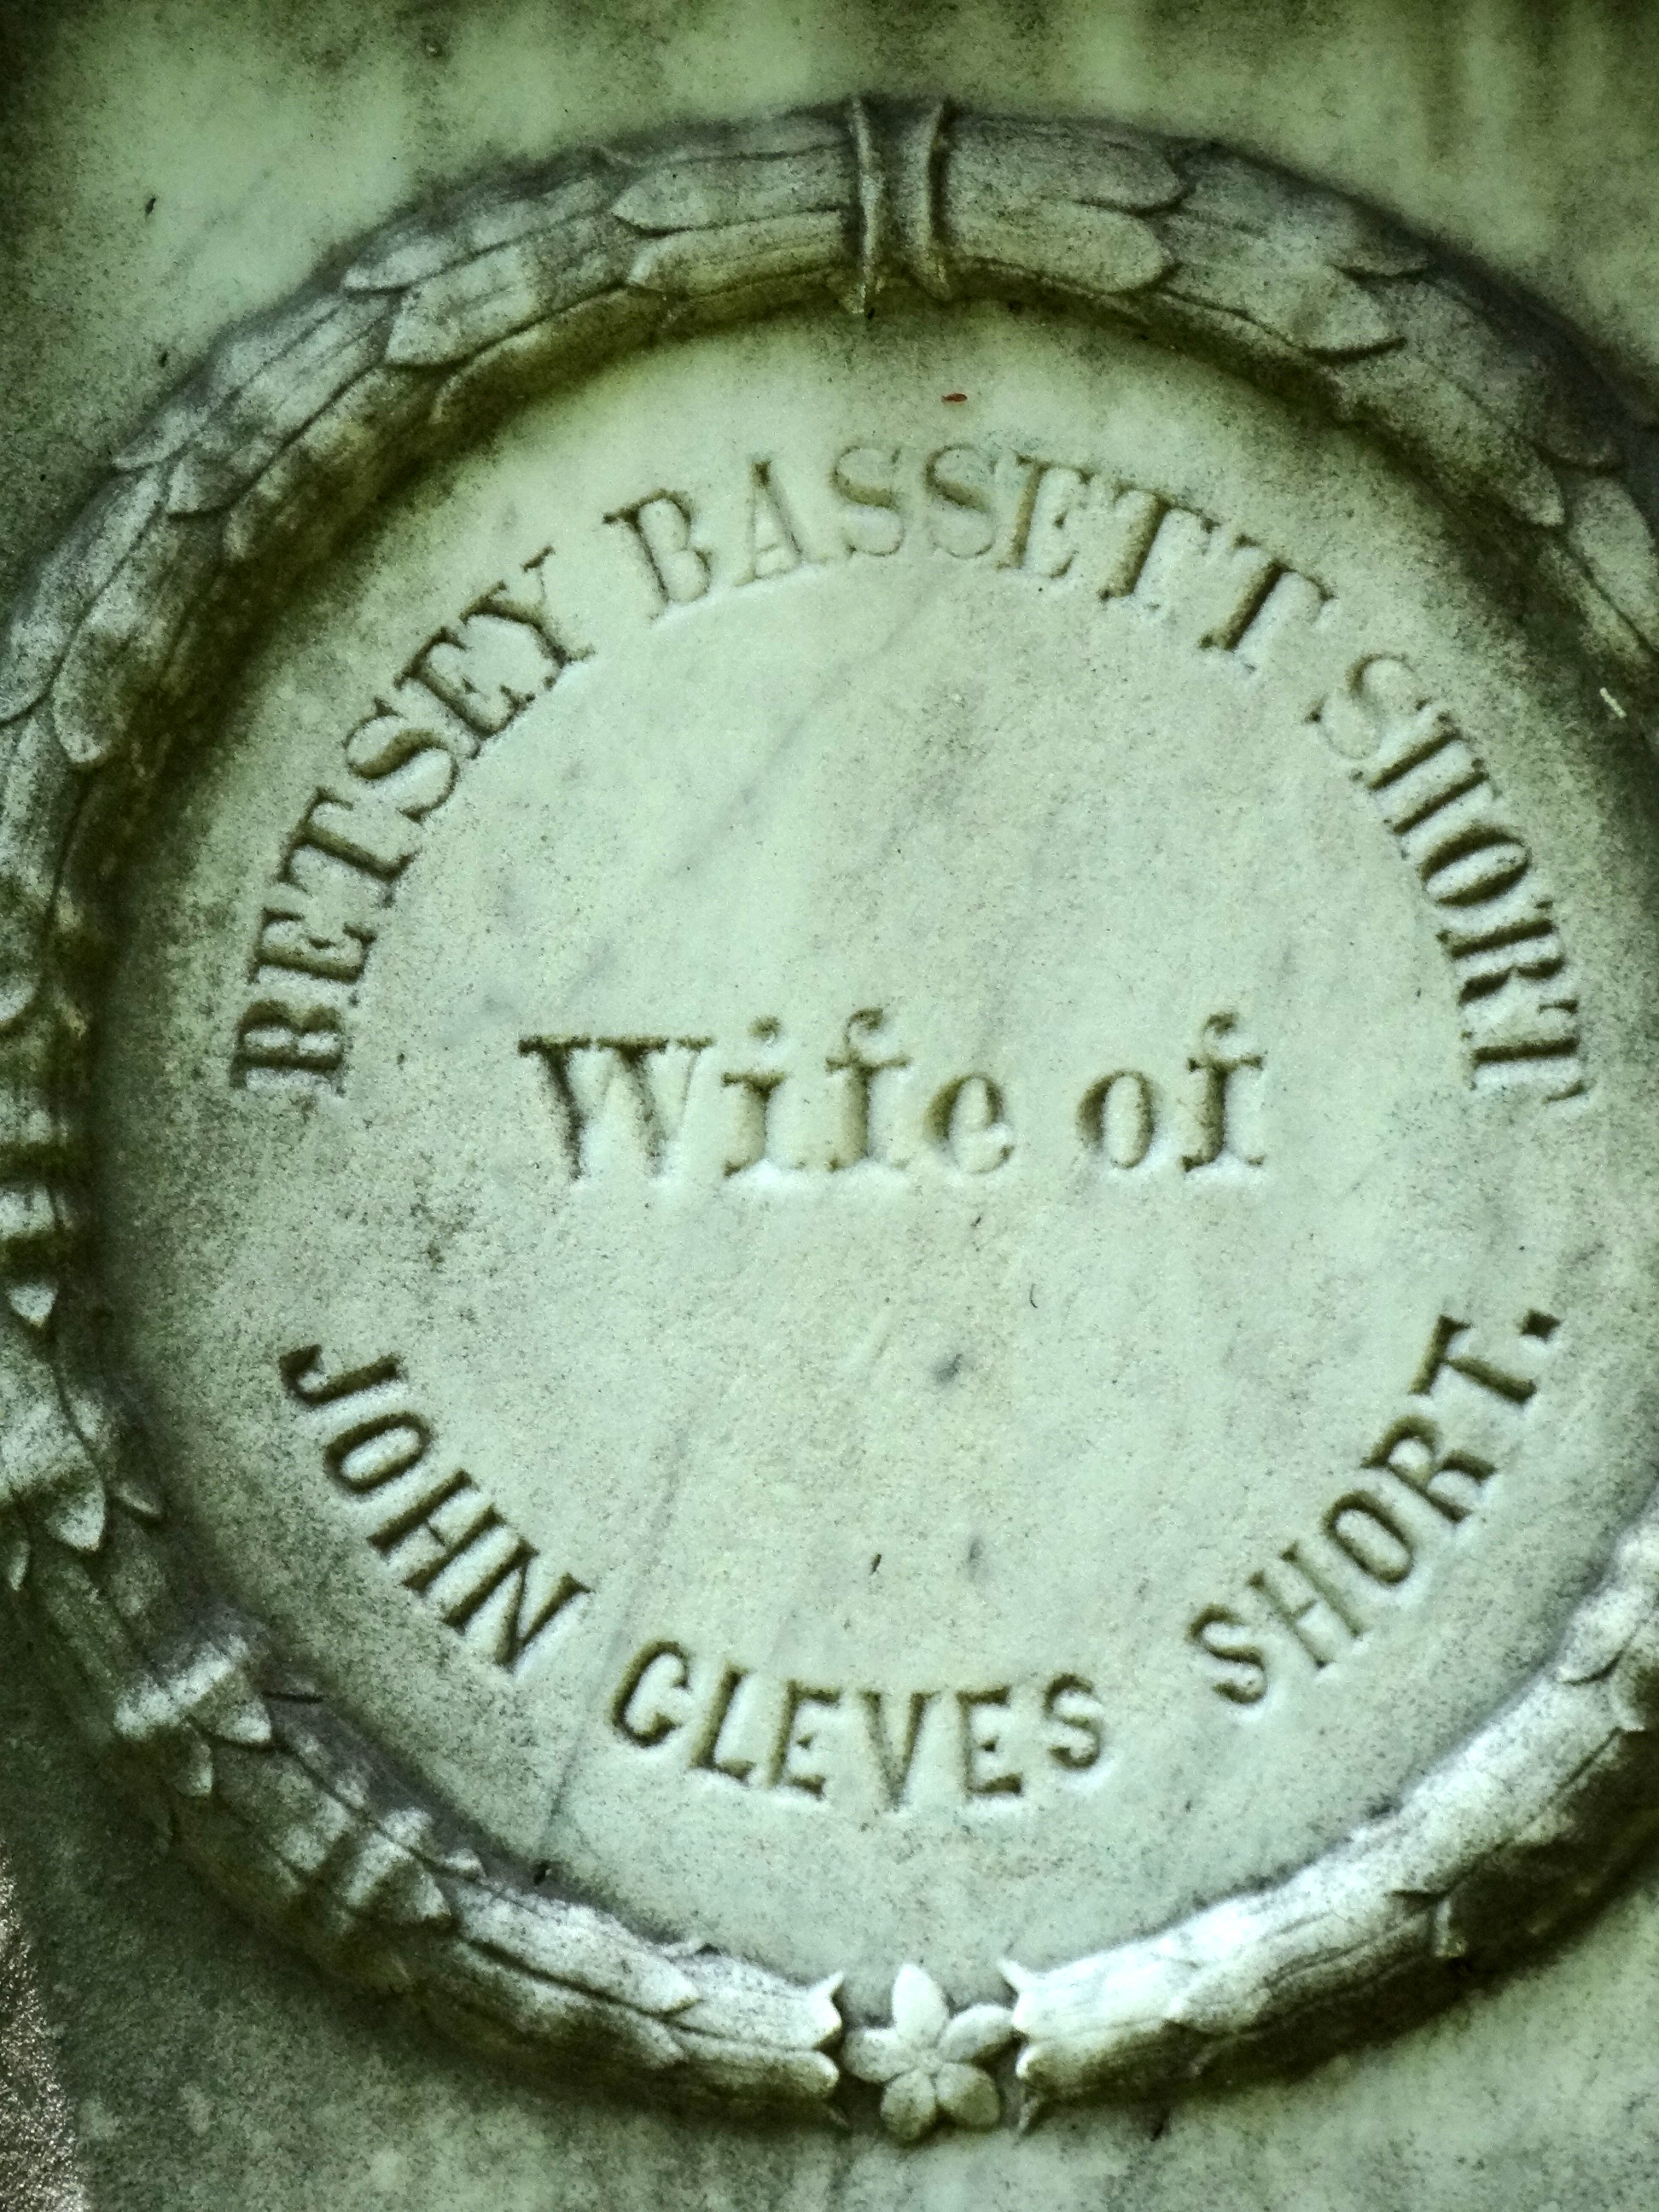 BETSEY BASSETT SHORT
Wife of
JOHN CLEVES SHORT.